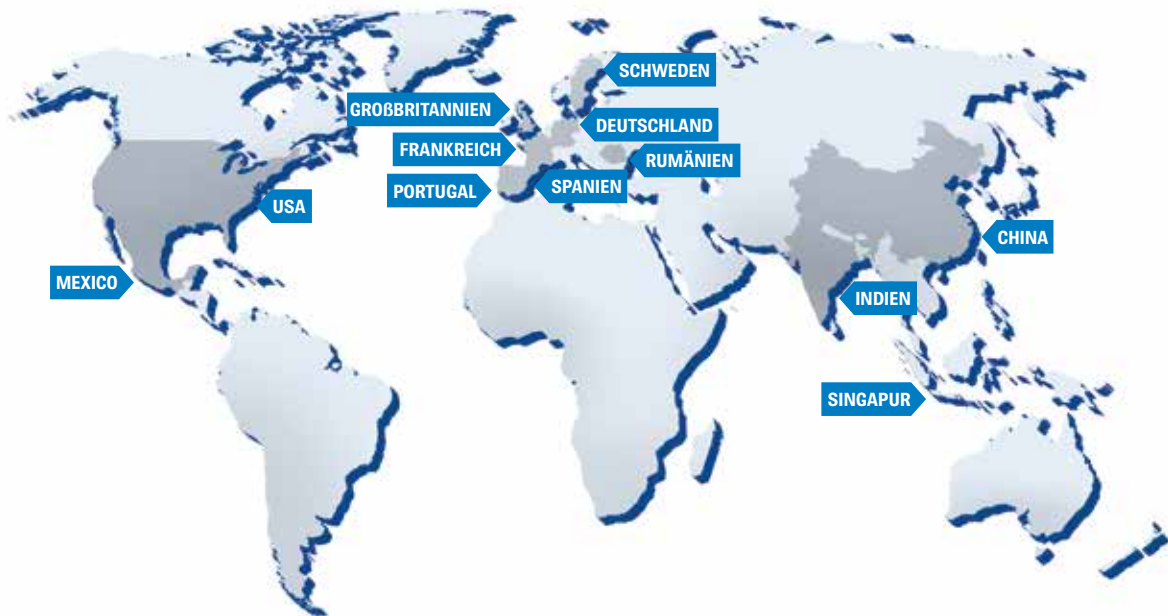 SCHWEDEN
GROßBRITANNIEN
DEUTSCHLAND
FRANKREICH
RUMÄNIEN
PORTUGAL
SPANIEN
USA
CHINA
MEXICO
INDIEN
SINGAPUR